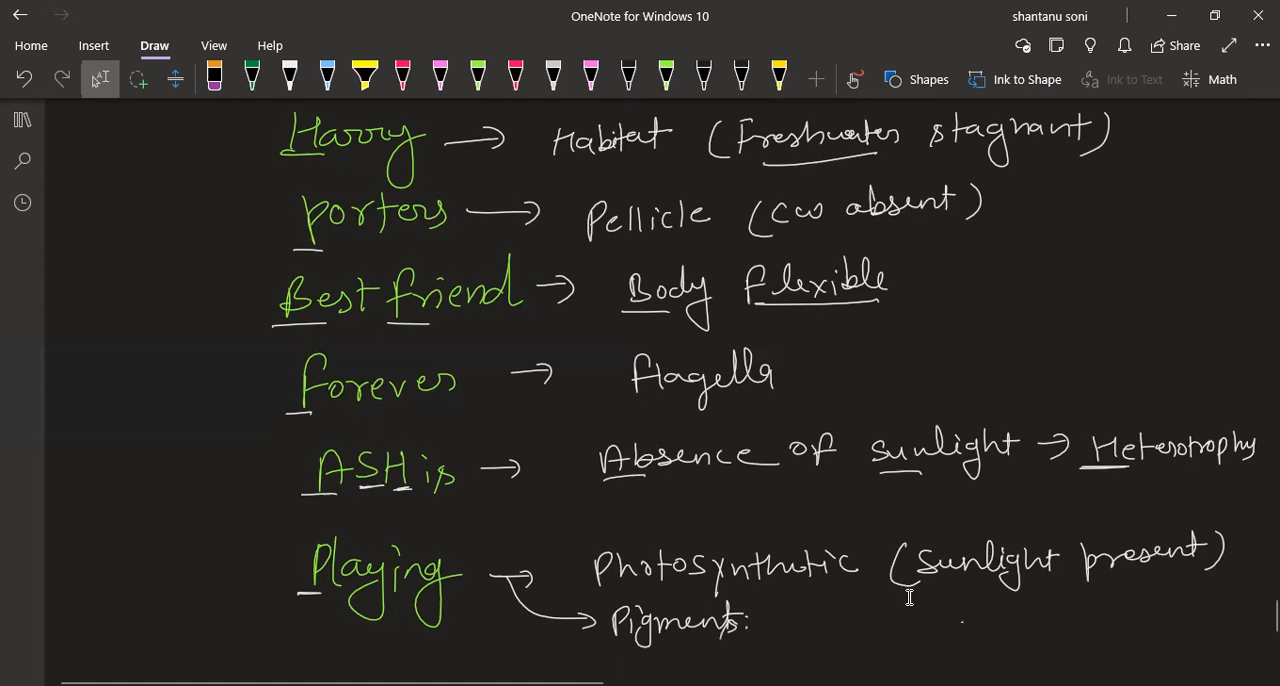 OneNote for Windows 10
shantanu soni
Home Insert Draw View Help
Share
Shapes Ink to Shape Ink to Text Math
Harry → Habitat (Freshwater stagnant)
Porters → Pellicle (CW absent)
Best friend → Body flexible
forever → flagella
ASH is → Absence of sunlight → Heterotrophy
Playing → Photosynthetic (Sunlight present)
→ Pigments: